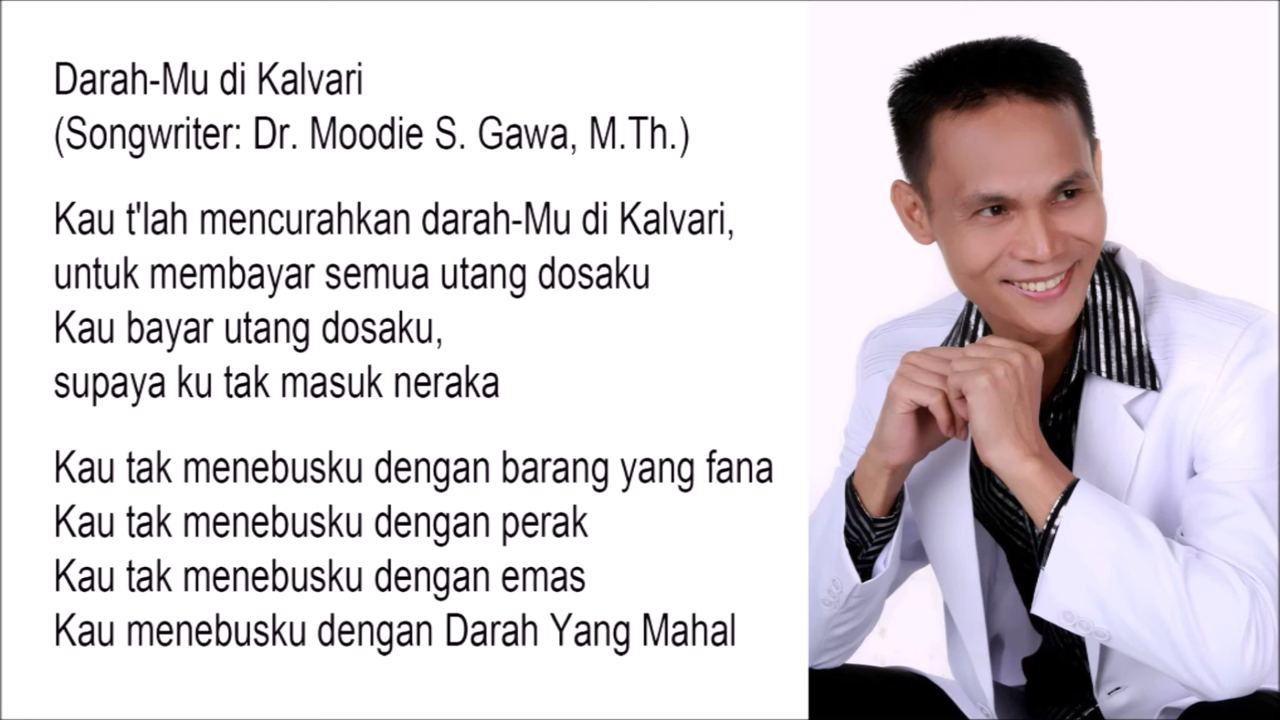 Darah-Mu di Kalvari
(Songwriter: Dr. Moodie S. Gawa, M.Th.)
Kau t'lah mencurahkan darah-Mu di Kalvari,
untuk membayar semua utang dosaku
Kau bayar utang dosaku,
supaya ku tak masuk neraka
Kau tak menebusku dengan barang yang fana
Kau tak menebusku dengan perak
Kau tak menebusku dengan emas
Kau menebusku dengan Darah Yang Mahal